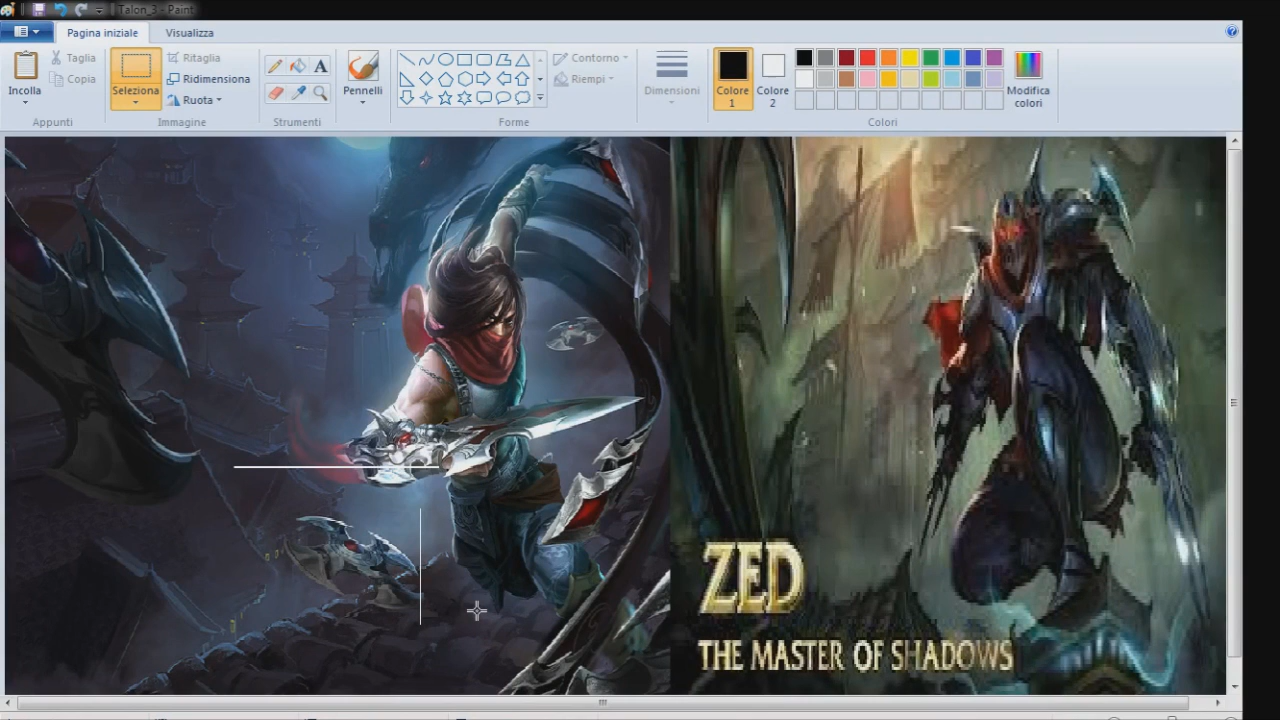 Talon_3 - Paint
Pagina iniziale
Visualizza
Incolla
Taglia
Copia
Appunti
Seleziona
Ritaglia
Ridimensiona
Ruota
Immagine
A
Strumenti
Pennelli
Contorno
Riempi
Forme
Dimensioni
Colore
1
Colore
2
Modifica
colori
Colori
ZED
THE MASTER OF SHADOWS